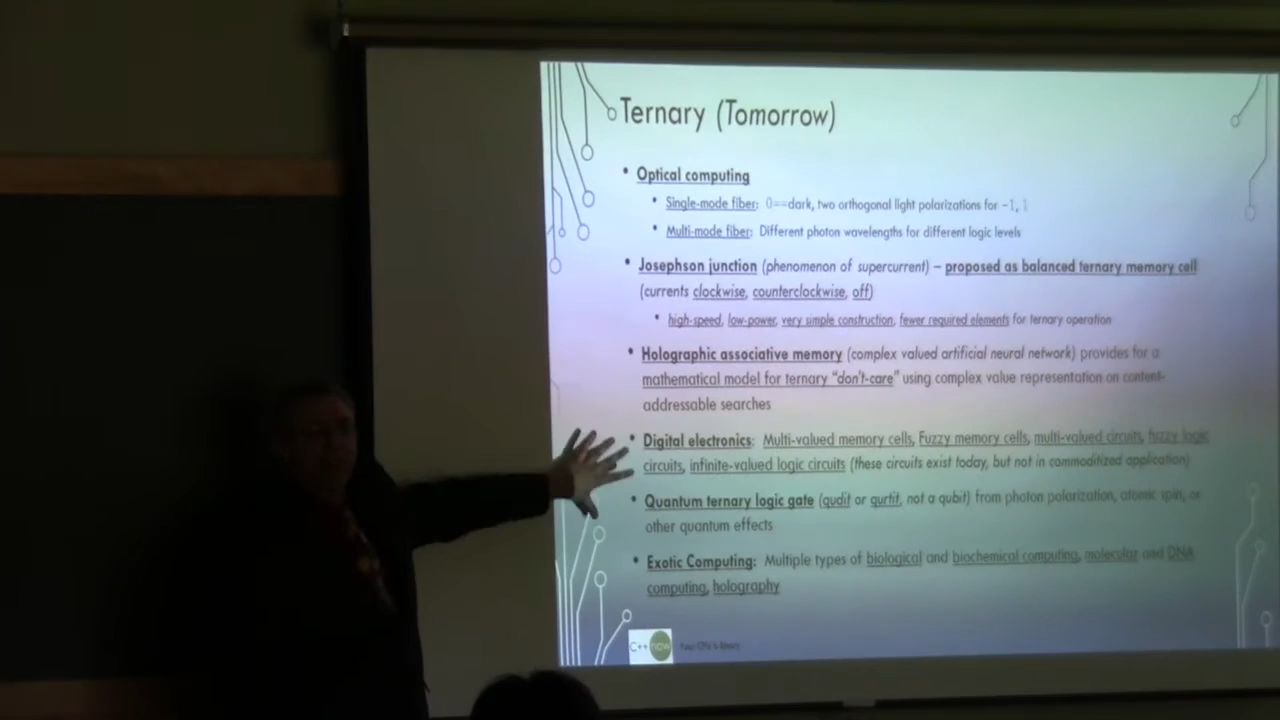 Ternary (Tomorrow)
• Optical computing
• Single-mode fiber: 0==dark, two orthogonal light polarizations for −1, 1
• Multi-mode fiber: Different photon wavelengths for different logic levels
• Josephson junction (phenomenon of supercurrent) – proposed as balanced ternary memory cell
(currents clockwise, counterclockwise, off)
• high-speed, low-power, very simple construction, fewer required elements for ternary operation
• Holographic associative memory (complex valued artificial neural network) provides for a
mathematical model for ternary "don't-care" using complex value representation on content-
addressable searches
• Digital electronics: Multi-valued memory cells, Fuzzy memory cells, multi-valued circuits, fuzzy logic
circuits, infinite-valued logic circuits (these circuits exist today, but not in commoditized application)
• Quantum ternary logic gate (qudit or qurtit, not a qubit) from photon polarization, atomic spin, or
other quantum effects
• Exotic Computing: Multiple types of biological and biochemical computing, molecular and DNA
computing, holography
C++ now Your CPU is Binary